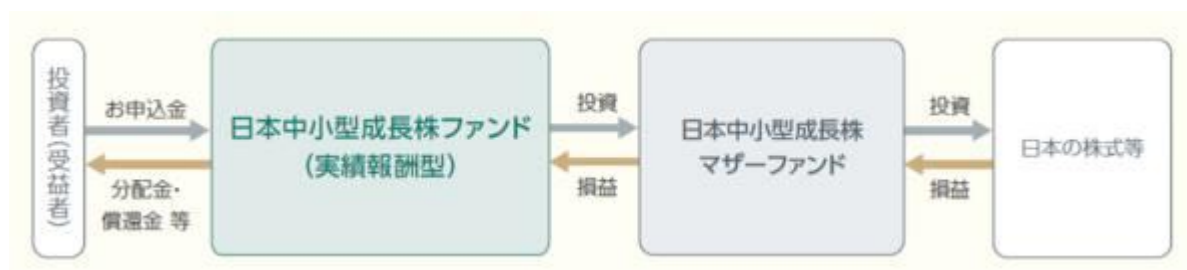 投資者(受益者)
お申込金
分配金・
償還金 等
日本中小型成長株ファンド
(実績報酬型)
投資
損益
日本中小型成長株
マザーファンド
投資
損益
日本の株式等